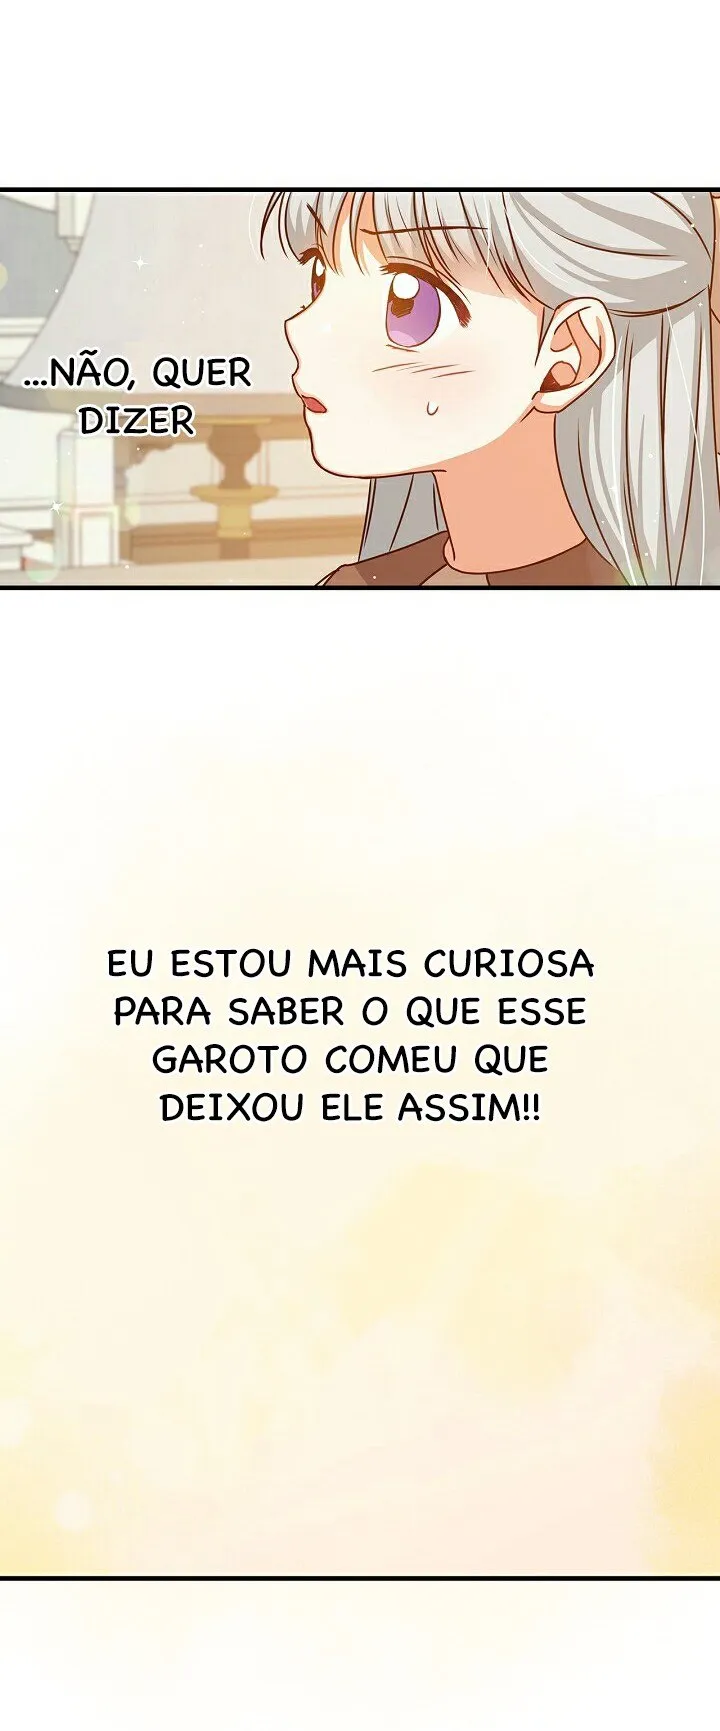 ...NÃO, QUER
DIZER
EU ESTOU MAIS CURIOSA
PARA SABER O QUE ESSE
GAROTO COMEU QUE
DEIXOU ELE ASSIM!!